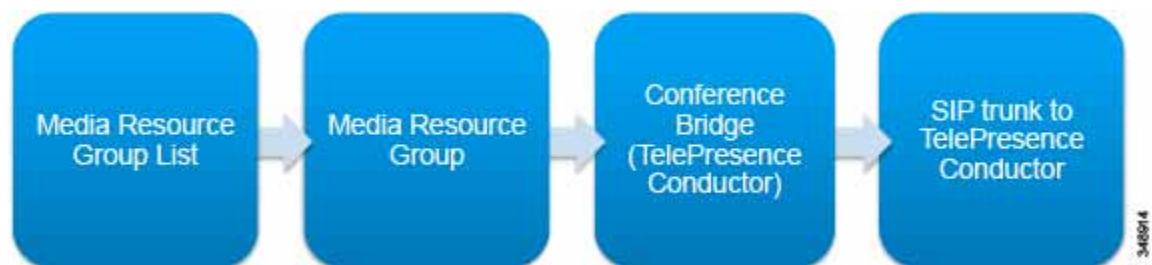 Media Resource
Group List
Media Resource
Group
Conference
Bridge
(TelePresence
Conductor)
SIP trunk to
TelePresence
Conductor
348914